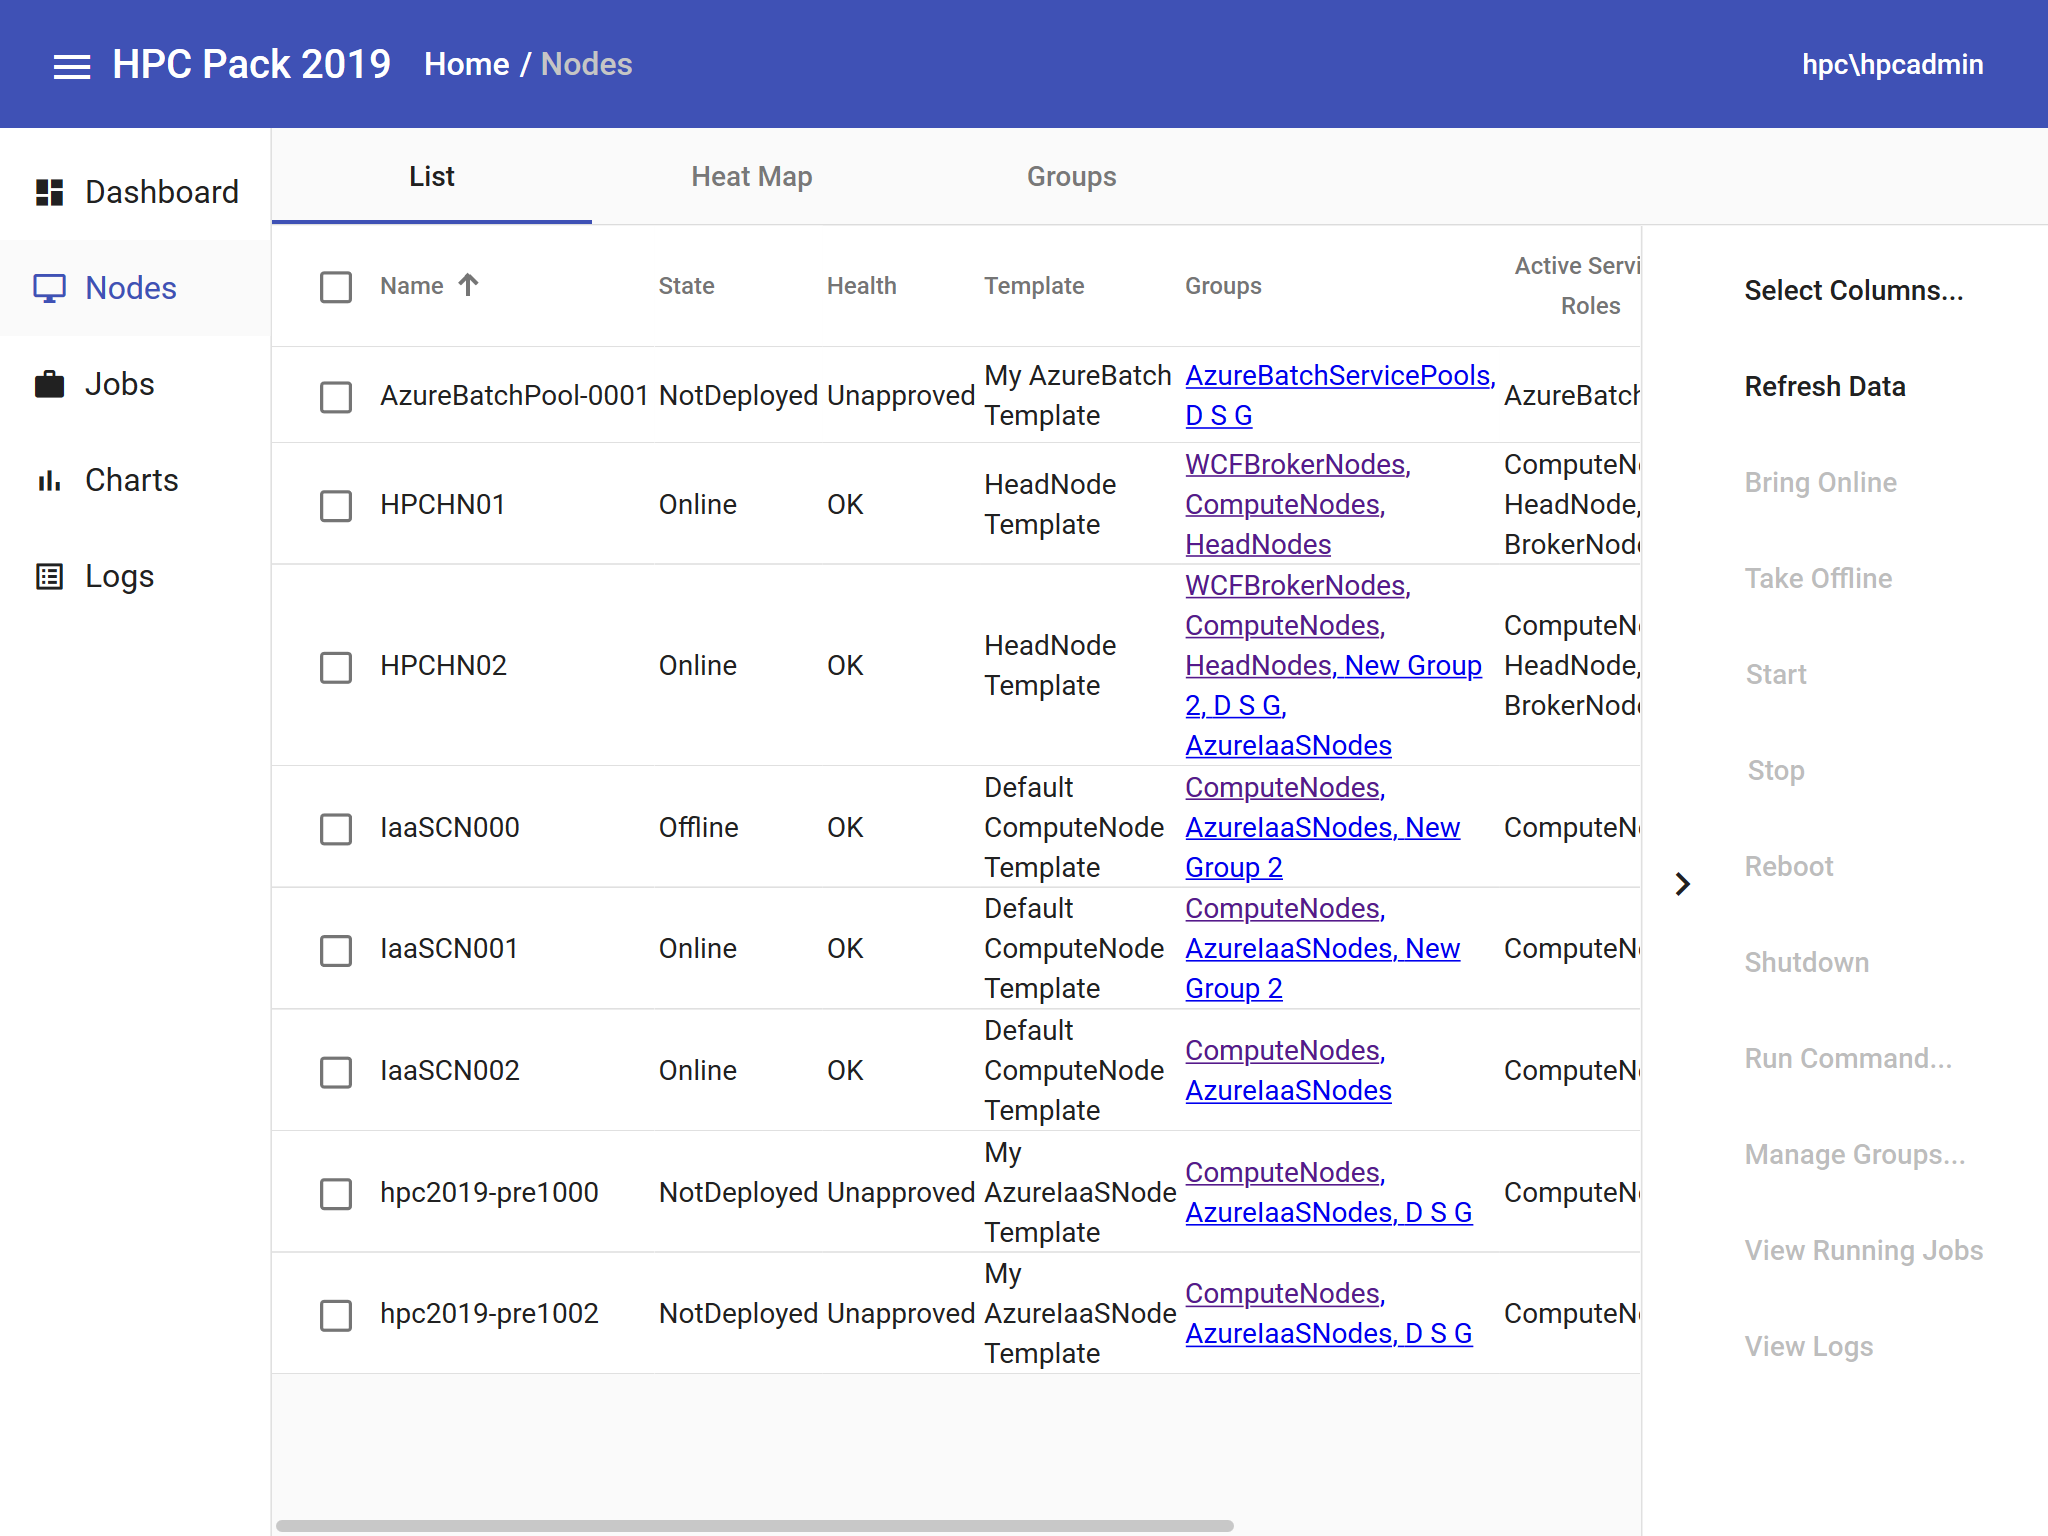 HPC Pack 2019 Home / Nodes hpc\hpcadmin
Dashboard
Nodes
Jobs
Charts
Logs
List Heat Map Groups
Name State Health Template Groups Active Servi
Roles
AzureBatchPool-0001 NotDeployed Unapproved My AzureBatch Template AzureBatchServicePools, D S G AzureBatch
HPCHN01 Online OK HeadNode Template WCFBrokerNodes, ComputeNodes, HeadNodes ComputeN HeadNode, BrokerNod
HPCHN02 Online OK HeadNode Template WCFBrokerNodes, ComputeNodes, HeadNodes, New Group 2, D S G, AzureIaaSNodes ComputeN HeadNode, BrokerNod
IaaSCN000 Offline OK Default ComputeNode Template ComputeNodes, AzureIaaSNodes, New Group 2 ComputeN
IaaSCN001 Online OK Default ComputeNode Template ComputeNodes, AzureIaaSNodes, New Group 2 ComputeN
IaaSCN002 Online OK Default ComputeNode Template ComputeNodes, AzureIaaSNodes ComputeN
hpc2019-pre1000 NotDeployed Unapproved My AzureIaaSNode Template ComputeNodes, AzureIaaSNodes, D S G ComputeN
hpc2019-pre1002 NotDeployed Unapproved My AzureIaaSNode Template ComputeNodes, AzureIaaSNodes, D S G ComputeN
Select Columns...
Refresh Data
Bring Online
Take Offline
Start
Stop
Reboot
Shutdown
Run Command...
Manage Groups...
View Running Jobs
View Logs